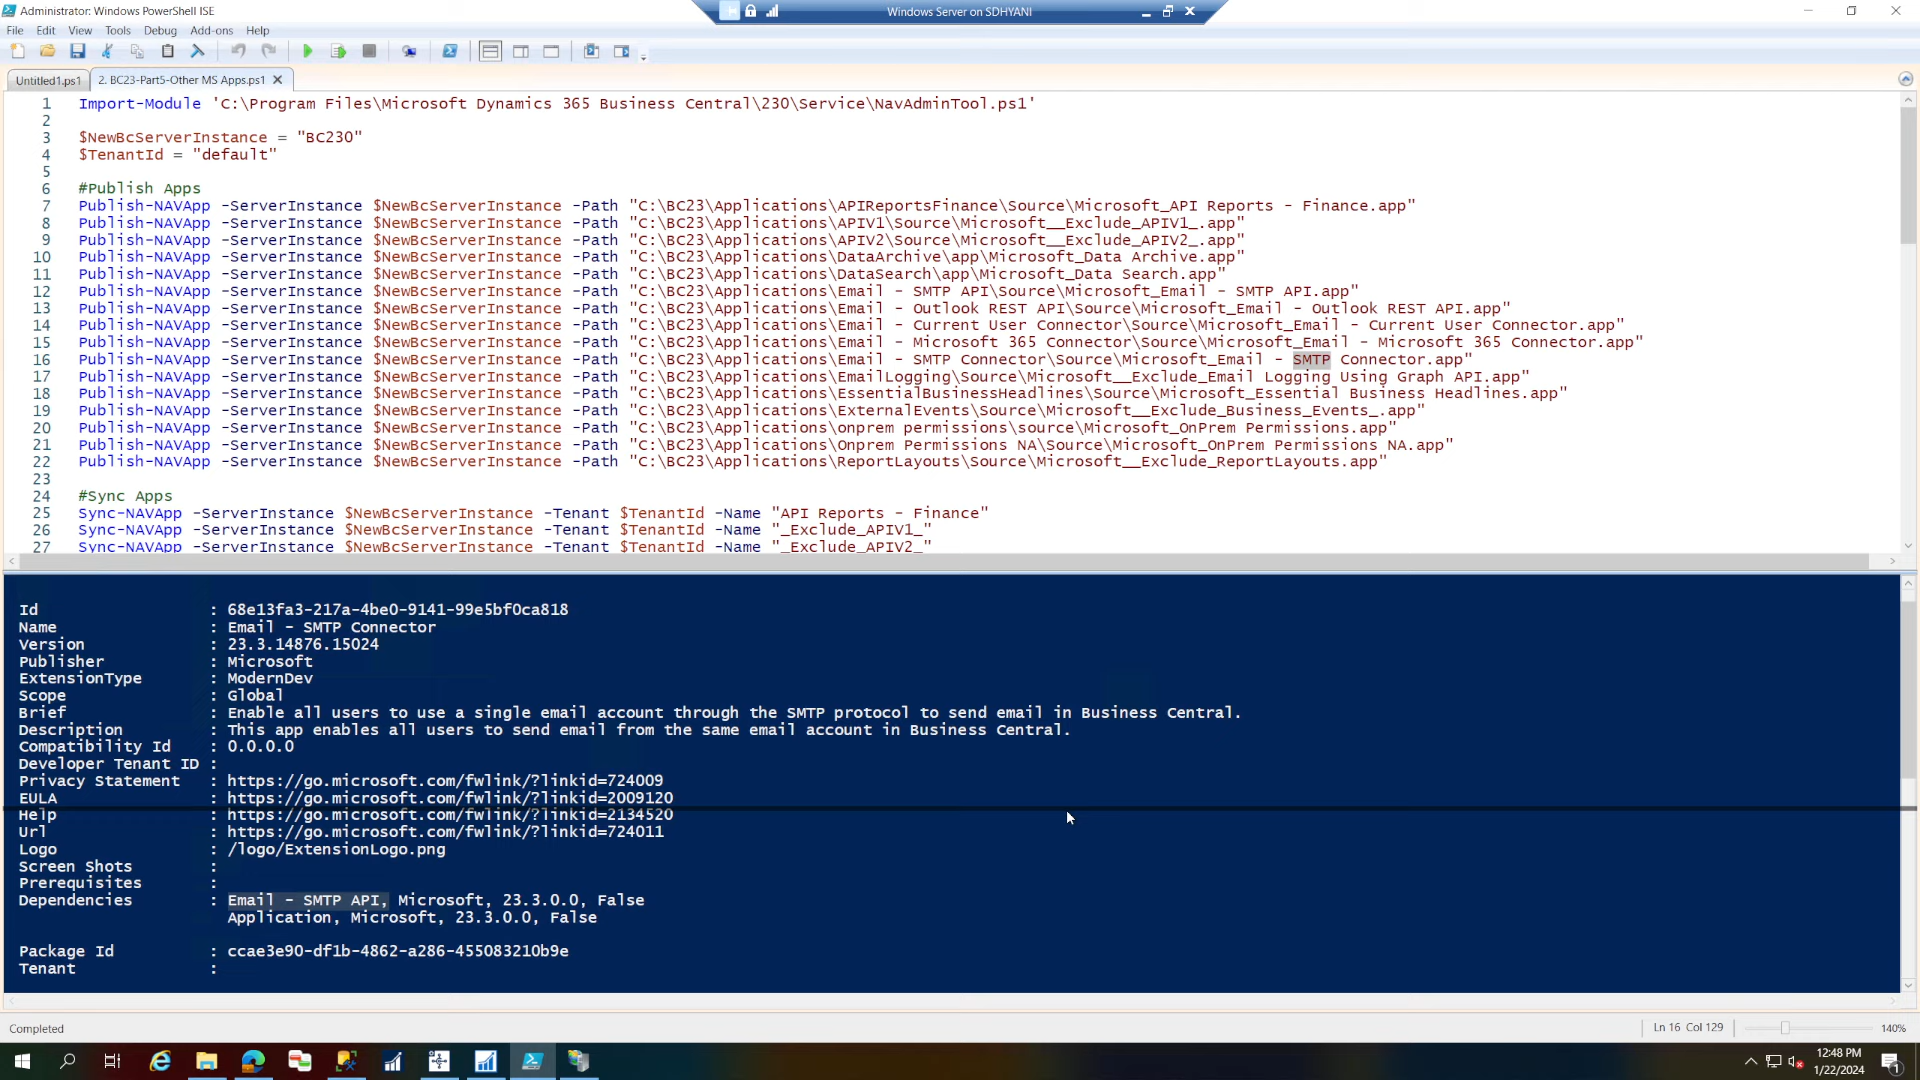 Administrator: Windows PowerShell ISE
Windows Server on SDHYANI
File Edit View Tools Debug Add-ons Help
Untitled1.ps1 2. BC23-Part5-Other MS Apps.ps1
1 Import-Module 'C:\Program Files\Microsoft Dynamics 365 Business Central\230\Service\NavAdminTool.ps1'
2
3 $NewBcServerInstance = "BC230"
4 $TenantId = "default"
5
6 #Publish Apps
7 Publish-NAVApp -ServerInstance $NewBcServerInstance -Path "C:\BC23\Applications\APIReportsFinance\Source\Microsoft_API Reports - Finance.app"
8 Publish-NAVApp -ServerInstance $NewBcServerInstance -Path "C:\BC23\Applications\APIV1\Source\Microsoft__Exclude_APIV1_.app"
9 Publish-NAVApp -ServerInstance $NewBcServerInstance -Path "C:\BC23\Applications\APIV2\Source\Microsoft__Exclude_APIV2_.app"
10 Publish-NAVApp -ServerInstance $NewBcServerInstance -Path "C:\BC23\Applications\DataArchive\app\Microsoft_Data Archive.app"
11 Publish-NAVApp -ServerInstance $NewBcServerInstance -Path "C:\BC23\Applications\DataSearch\app\Microsoft_Data Search.app"
12 Publish-NAVApp -ServerInstance $NewBcServerInstance -Path "C:\BC23\Applications\Email - SMTP API\Source\Microsoft_Email - SMTP API.app"
13 Publish-NAVApp -ServerInstance $NewBcServerInstance -Path "C:\BC23\Applications\Email - Outlook REST API\Source\Microsoft_Email - Outlook REST API.app"
14 Publish-NAVApp -ServerInstance $NewBcServerInstance -Path "C:\BC23\Applications\Email - Current User Connector\Source\Microsoft_Email - Current User Connector.app"
15 Publish-NAVApp -ServerInstance $NewBcServerInstance -Path "C:\BC23\Applications\Email - Microsoft 365 Connector\Source\Microsoft_Email - Microsoft 365 Connector.app"
16 Publish-NAVApp -ServerInstance $NewBcServerInstance -Path "C:\BC23\Applications\Email - SMTP Connector\Source\Microsoft_Email - SMTP Connector.app"
17 Publish-NAVApp -ServerInstance $NewBcServerInstance -Path "C:\BC23\Applications\EmailLogging\Source\Microsoft__Exclude_Email Logging Using Graph API.app"
18 Publish-NAVApp -ServerInstance $NewBcServerInstance -Path "C:\BC23\Applications\EssentialBusinessHeadlines\Source\Microsoft_Essential Business Headlines.app"
19 Publish-NAVApp -ServerInstance $NewBcServerInstance -Path "C:\BC23\Applications\ExternalEvents\Source\Microsoft__Exclude_Business_Events_.app"
20 Publish-NAVApp -ServerInstance $NewBcServerInstance -Path "C:\BC23\Applications\onprem permissions\source\Microsoft_OnPrem Permissions.app"
21 Publish-NAVApp -ServerInstance $NewBcServerInstance -Path "C:\BC23\Applications\Onprem Permissions NA\Source\Microsoft_OnPrem Permissions NA.app"
22 Publish-NAVApp -ServerInstance $NewBcServerInstance -Path "C:\BC23\Applications\ReportLayouts\Source\Microsoft__Exclude_ReportLayouts.app"
23
24 #Sync Apps
25 Sync-NAVApp -ServerInstance $NewBcServerInstance -Tenant $TenantId -Name "API Reports - Finance"
26 Sync-NAVApp -ServerInstance $NewBcServerInstance -Tenant $TenantId -Name "_Exclude_APIV1_"
27 Sync-NAVApp -ServerInstance $NewBcServerInstance -Tenant $TenantId -Name "_Exclude_APIV2_"
Id : 68e13fa3-217a-4be0-9141-99e5bf0ca818
Name : Email - SMTP Connector
Version : 23.3.14876.15024
Publisher : Microsoft
ExtensionType : ModernDev
Scope : Global
Brief : Enable all users to use a single email account through the SMTP protocol to send email in Business Central.
Description : This app enables all users to send email from the same email account in Business Central.
Compatibility Id : 0.0.0.0
Developer Tenant ID :
Privacy Statement : https://go.microsoft.com/fwlink/?linkid=724009
EULA : https://go.microsoft.com/fwlink/?linkid=2009120
Help : https://go.microsoft.com/fwlink/?linkid=2134520
Url : https://go.microsoft.com/fwlink/?linkid=724011
Logo : /logo/ExtensionLogo.png
Screen Shots :
Prerequisites :
Dependencies : Email - SMTP API, Microsoft, 23.3.0.0, False
Application, Microsoft, 23.3.0.0, False
Package Id : ccae3e90-df1b-4862-a286-455083210b9e
Tenant :
Completed
Ln 16 Col 129
140%
12:48 PM
1/22/2024
1